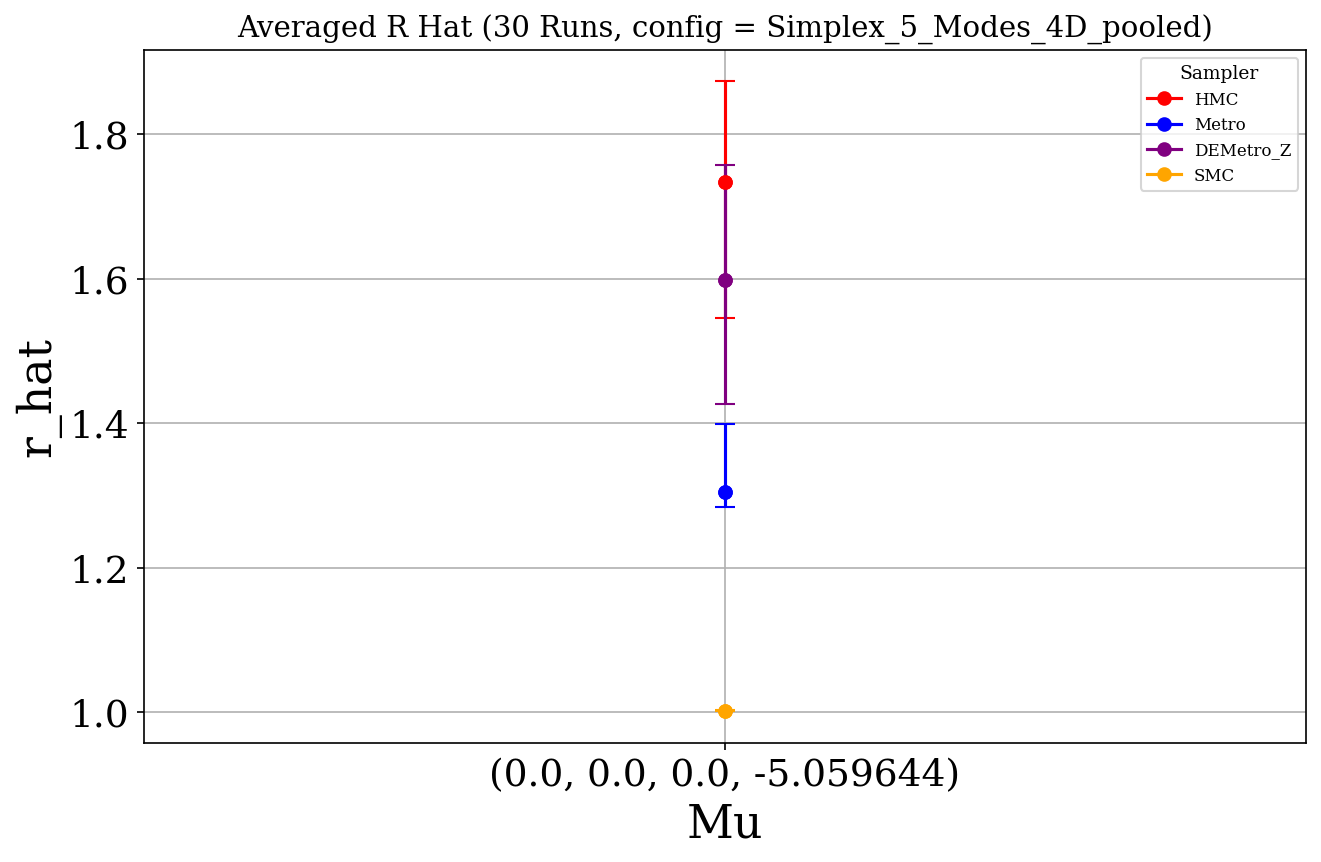 Averaged R Hat (30 Runs, config = Simplex_5_Modes_4D_pooled)
Sampler
HMC
Metro
DEMetro_Z
SMC
1.8
1.6
1.4
1.2
1.0
r_hat
(0.0, 0.0, 0.0, -5.059644)
Mu